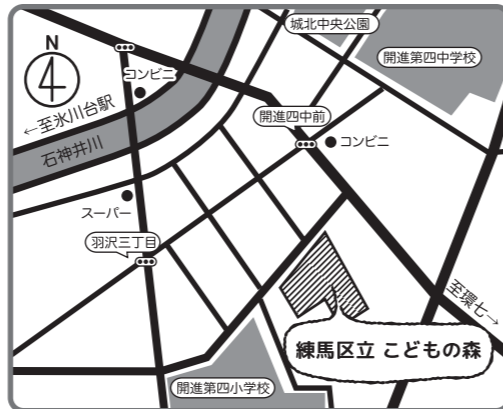 城北中央公園
N
コンビニ
開進第四中学校
←至氷川台駅
開進四中前
コンビニ
石神井川
スーパー
羽沢三丁目
至環七→
練馬区立 こどもの森
開進第四小学校